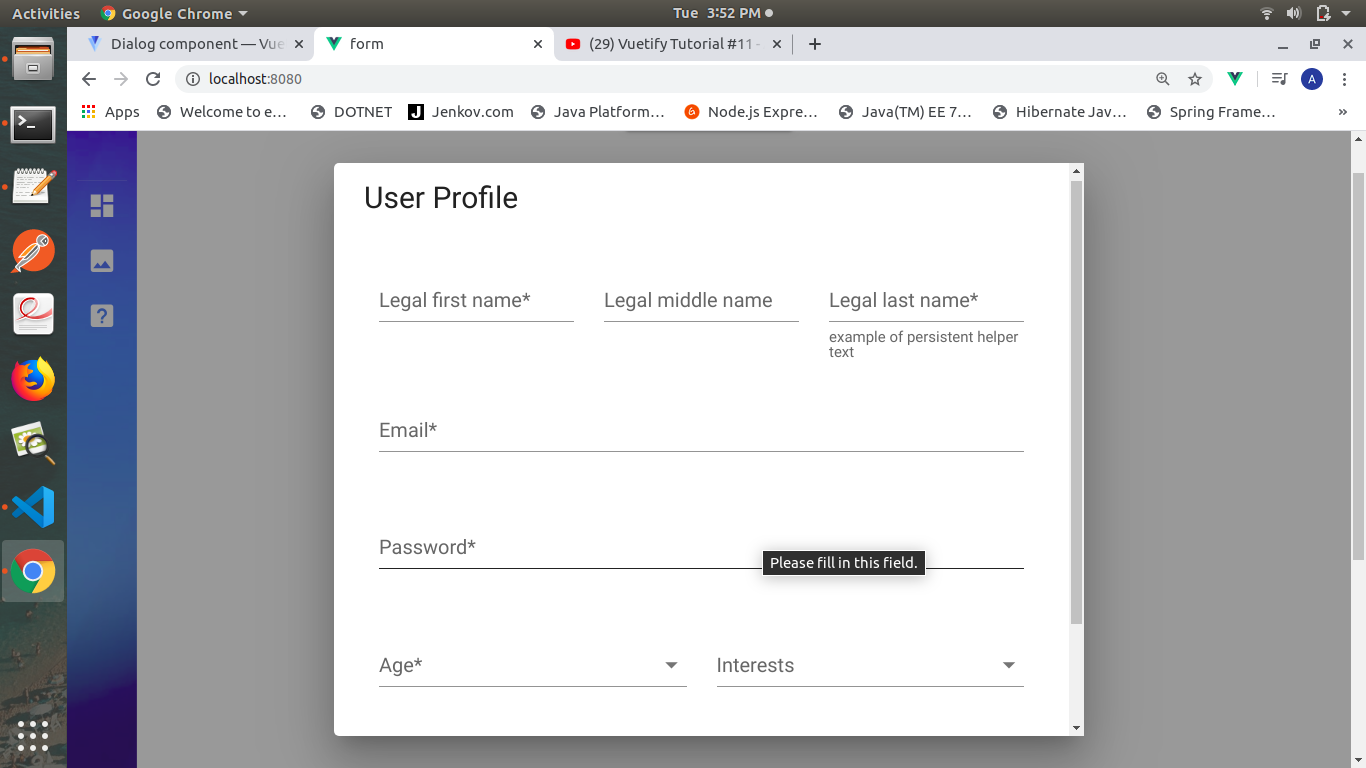 Activities Google Chrome Tue 3:52 PM
Dialog component — Vue form (29) Vuetify Tutorial #11 -
localhost:8080 A
Apps Welcome to e… DOTNET J Jenkov.com Java Platform… Node.js Expre… Java(TM) EE 7… Hibernate Jav… Spring Frame… »
User Profile
Legal first name* Legal middle name Legal last name*
example of persistent helper
text
Email*
Password*
Please fill in this field.
Age* Interests